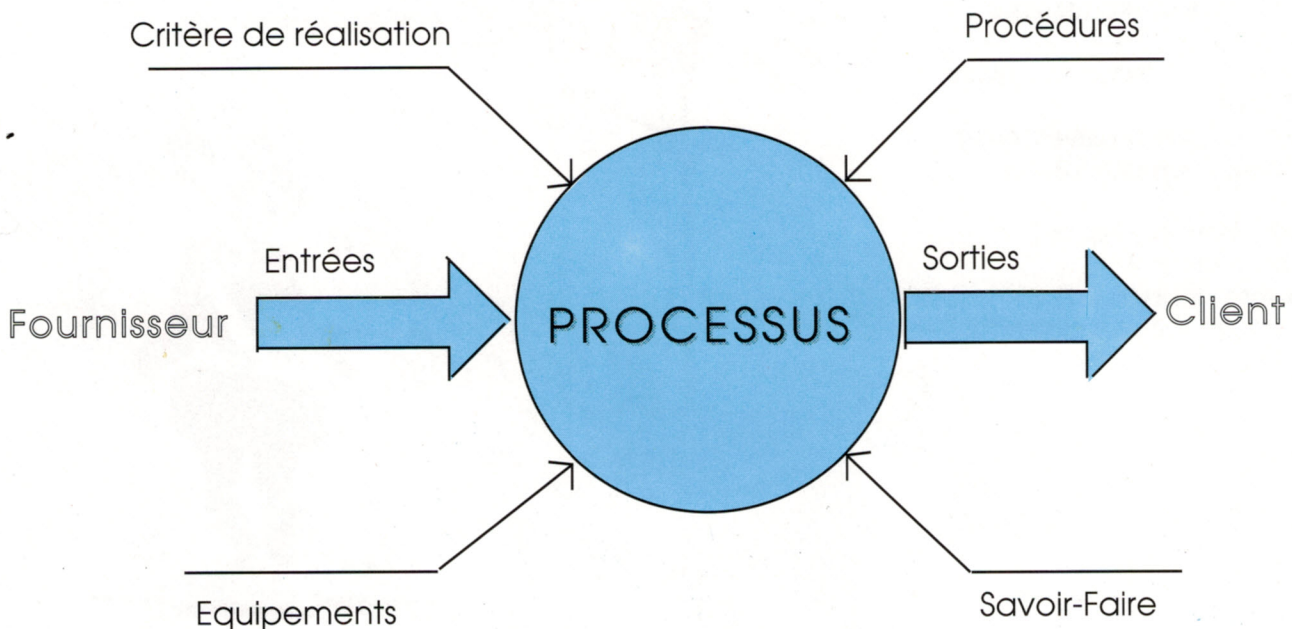 Critère de réalisation
Procédures
Entrées
Sorties
Fournisseur
PROCESSUS
Client
Equipements
Savoir-Faire